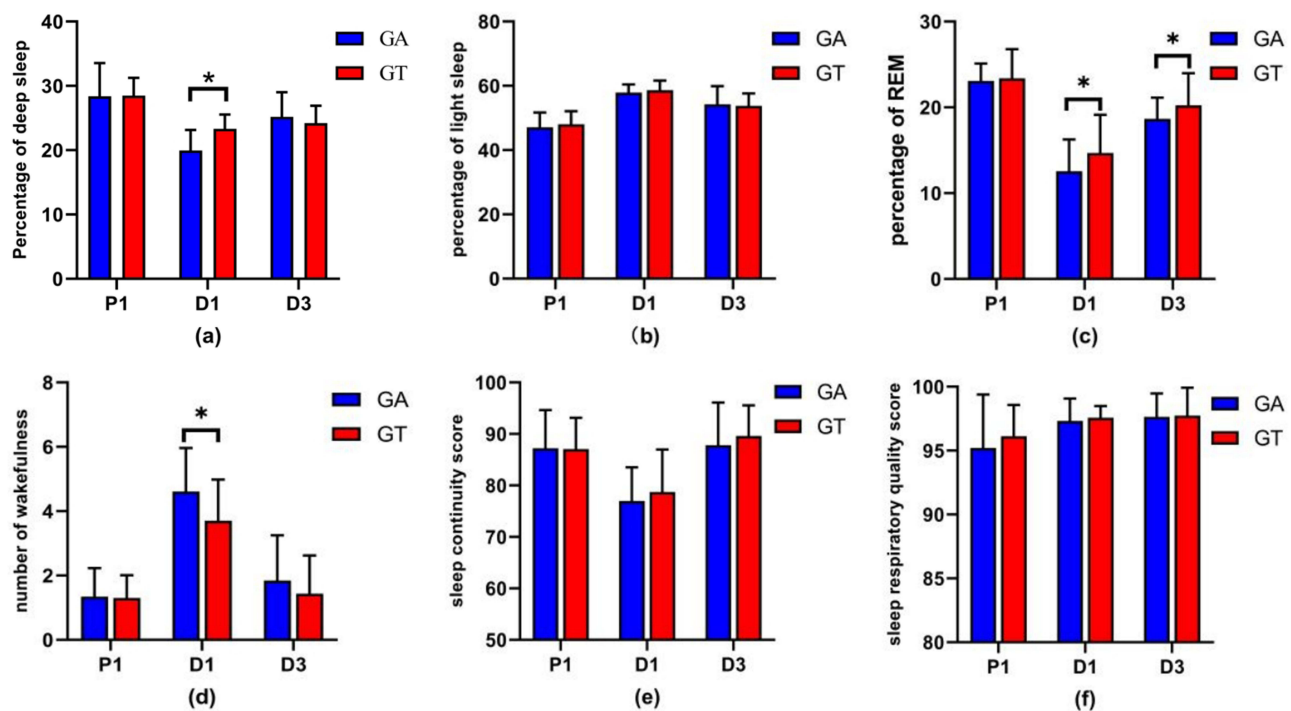 Percentage of deep sleep
40
30
20
10
0
GA
GT
*
P1 D1 D3
(a)
percentage of light sleep
80
60
40
20
0
GA
GT
P1 D1 D3
（b)
percentage of REM
30
20
10
0
GA
GT
*
*
P1 D1 D3
(c)
number of wakefulness
8
6
4
2
0
GA
GT
*
P1 D1 D3
(d)
sleep continuity score
100
90
80
70
60
50
GA
GT
P1 D1 D3
(e)
sleep respiratory quality score
100
95
90
85
80
GA
GT
P1 D1 D3
(f)